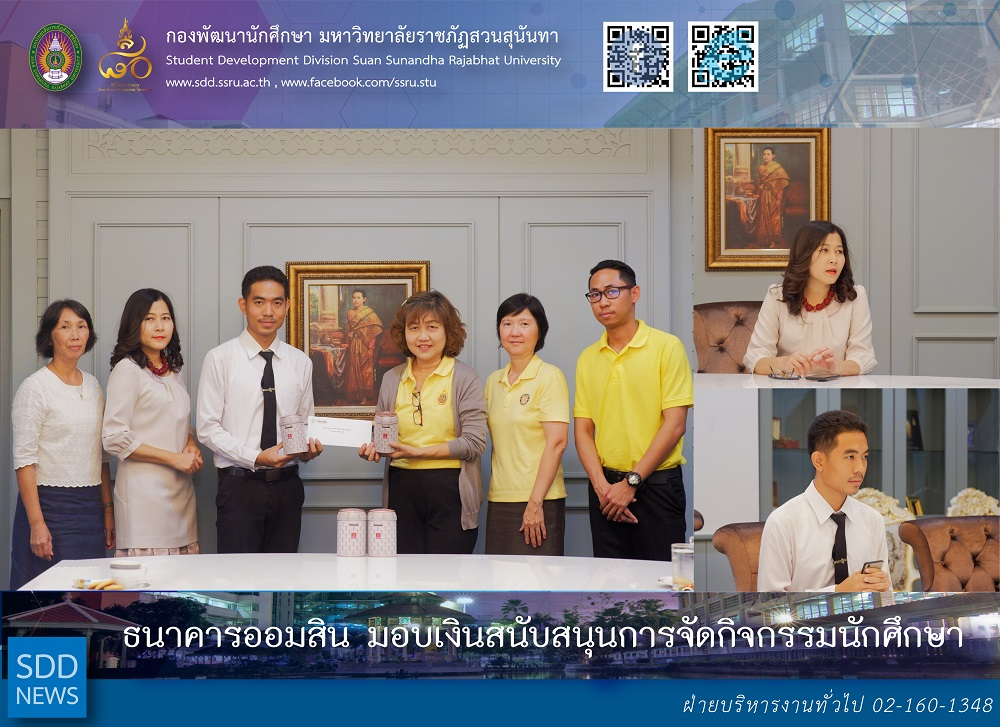 กองพัฒนานักศึกษา มหาวิทยาลัยราชภัฏสวนสุนันทา
Student Development Division Suan Sunandha Rajabhat University
www.sdd.ssru.ac.th , www.facebook.com/ssru.stu
ธนาคารออมสิน มอบเงินสนับสนุนการจัดกิจกรรมนักศึกษา
SDD
NEWS
ฝ่ายบริหารงานทั่วไป 02-160-1348